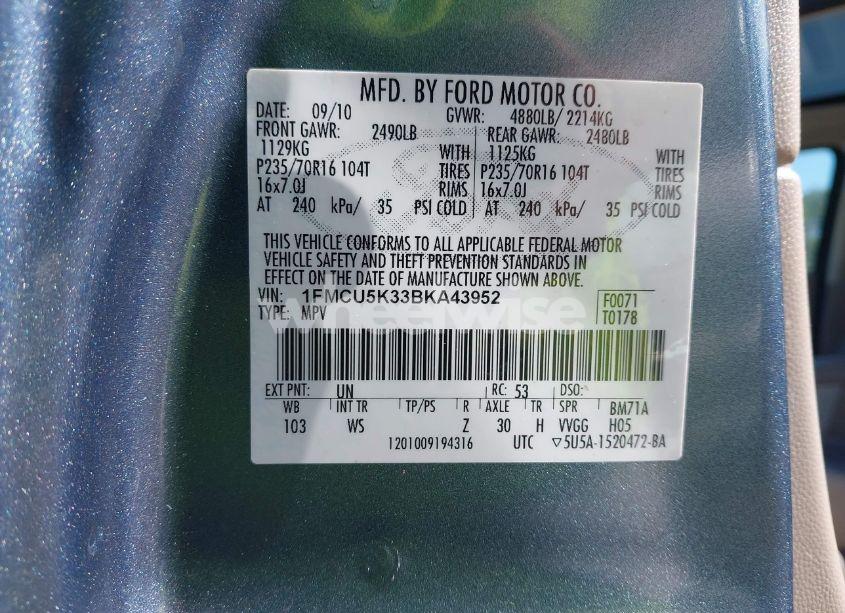 MFD. BY FORD MOTOR CO.
DATE: 09/10 GVWR: 4880LB/ 2214KG
FRONT GAWR: 2490LB REAR GAWR: 2480LB
1129KG WITH 1125KG WITH
P235/70R16 104T TIRES P235/70R16 104T TIRES
16x7.0J RIMS 16x7.0J RIMS
AT 240 kPa/ 35 PSI COLD AT 240 kPa/ 35 PSI COLD
THIS VEHICLE CONFORMS TO ALL APPLICABLE FEDERAL MOTOR
VEHICLE SAFETY AND THEFT PREVENTION STANDARDS IN
EFFECT ON THE DATE OF MANUFACTURE SHOWN ABOVE.
VIN: 1FMCU5K33BKA43952 F0071
TYPE: MPV T0178
wheelwise
EXT PNT: UN RC: 53 DSO:
WB INT TR TP/PS R AXLE TR SPR BM71A
103 WS Z 30 H VVGG H05
1201009194316 UTC ▽5U5A-1520472-BA